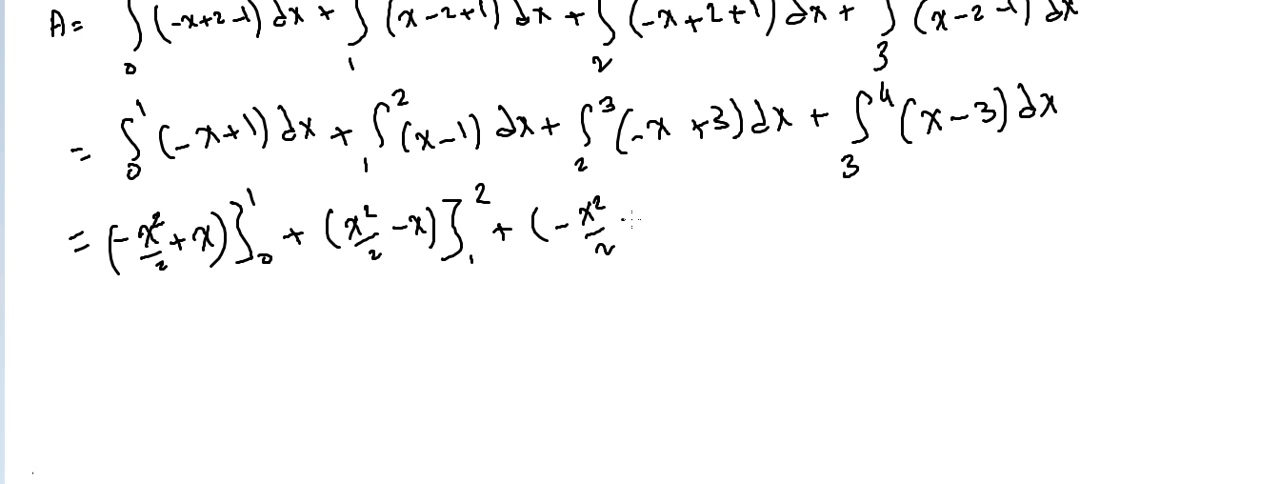 A = ∫₀ (-x+2-1) dx + ∫₁ (x-2+1) dx + ∫₂ (-x+2+1) dx + ∫₃ (x-2-1) dx
= ∫₀¹ (-x+1) dx + ∫₁² (x-1) dx + ∫₂³ (-x+3) dx + ∫₃⁴ (x-3) dx
= (-x²/2 + x)]₀¹ + (x²/2 - x)]₁² + (-x²/2